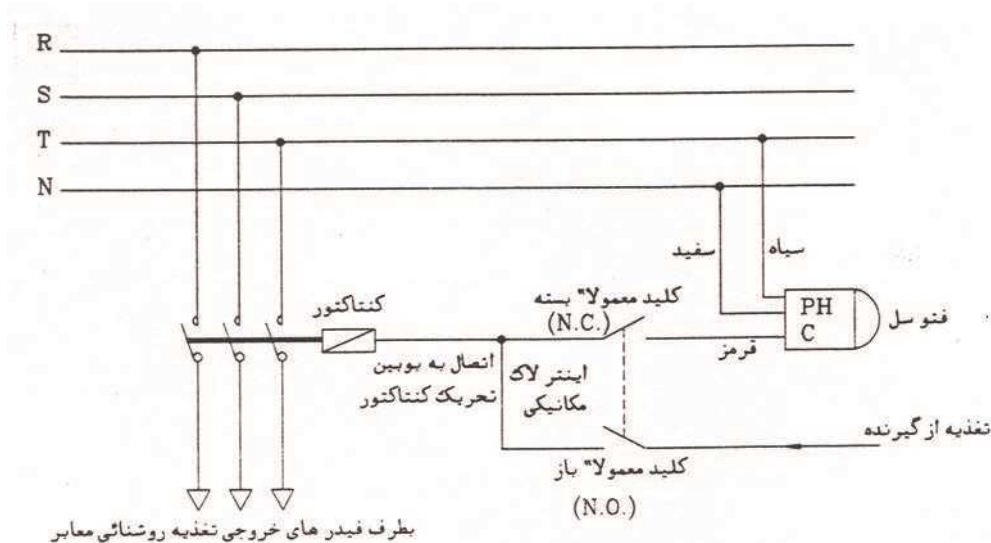 R
S
T
N
سفید
سیاه
کنتاکتور
کلید معمولا" بسته
(N.C.)
PH
C
فتو سل
قرمز
اتصال به بوبین
تحریک کنتاکتور
اینتر لاک
مکانیکی
تغذیه از گیرنده
کلید معمولا" باز
(N.O.)
بطرف فیدر های خروجی تغذیه روشنائی معابر